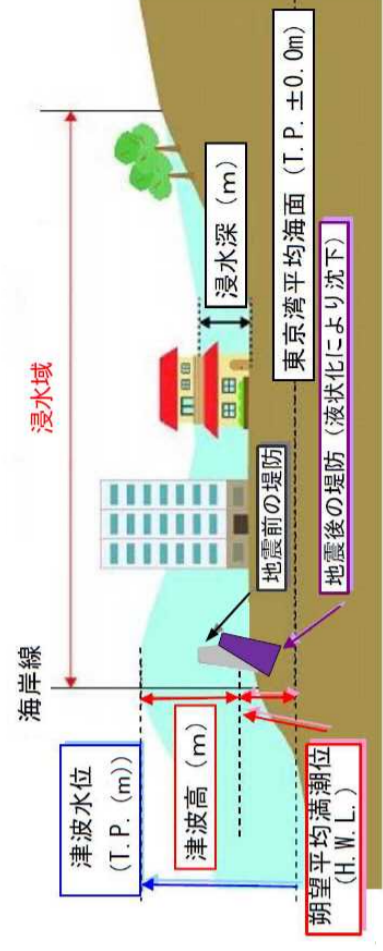 海岸線
浸水域
津波水位
(T.P.(m))
津波高(m)
浸水深(m)
地震前の堤防
東京湾平均海面(T.P.±0.0m)
朔望平均満潮位
(H.W.L.)
地震後の堤防(液状化により沈下)